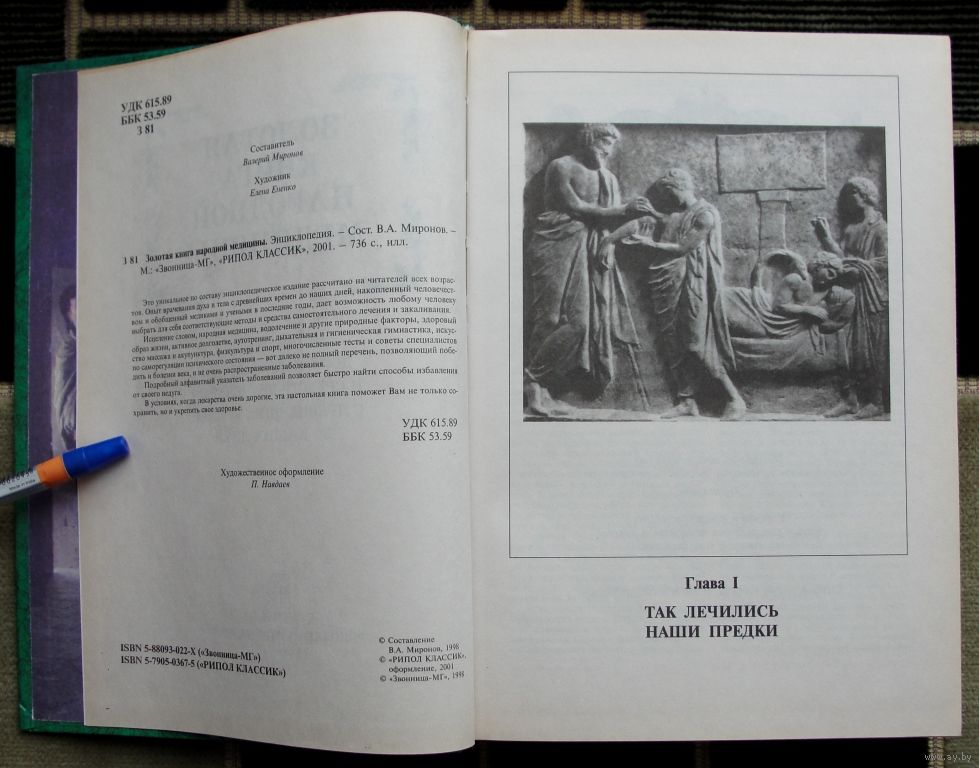 УДК 615.89
ББК 53.59
З 81
Составитель
Валерий Миронов
Художник
Елена Ененко
З 81 Золотая книга народной медицины. Энциклопедия. – Сост. В.А. Миронов. –
М.: «Звонница-МГ», «РИПОЛ КЛАССИК», 2001. – 736 с., илл.
Это уникальное по составу энциклопедическое издание рассчитано на читателей всех возрас-
тов. Опыт врачевания духа и тела с древнейших времен до наших дней, накопленный человечест-
вом и обобщенный медиками и учеными в последние годы, дает возможность любому человеку
выбрать для себя соответствующие методы и средства самостоятельного лечения и закаливания.
Исцеление словом, народная медицина, водолечение и другие природные факторы, здоровый
образ жизни, активное долголетие, аутотренинг, дыхательная и гигиеническая гимнастика, искус-
ство массажа и акупунктура, физкультура и спорт, многочисленные тесты и советы специалистов
по саморегуляции психического состояния — вот далеко не полный перечень, позволяющий побе-
дить и болезни века, и не очень распространенные заболевания.
Подробный алфавитный указатель заболеваний позволяет быстро найти способы избавления
от своего недуга.
В условиях, когда лекарства очень дорогие, эта настольная книга поможет Вам не только со-
хранить, но и укрепить свое здоровье.
УДК 615.89
ББК 53.59
Художественное оформление
П. Навдаев
ISBN 5-88093-022-X («Звонница-МГ»)
ISBN 5-7905-0367-5 («РИПОЛ КЛАССИК»)
© Составление
В.А. Миронов, 1998
© «РИПОЛ КЛАССИК»,
оформление, 2001
© «Звонница-МГ», 1998
Глава I
ТАК ЛЕЧИЛИСЬ
НАШИ ПРЕДКИ
www.ay.by